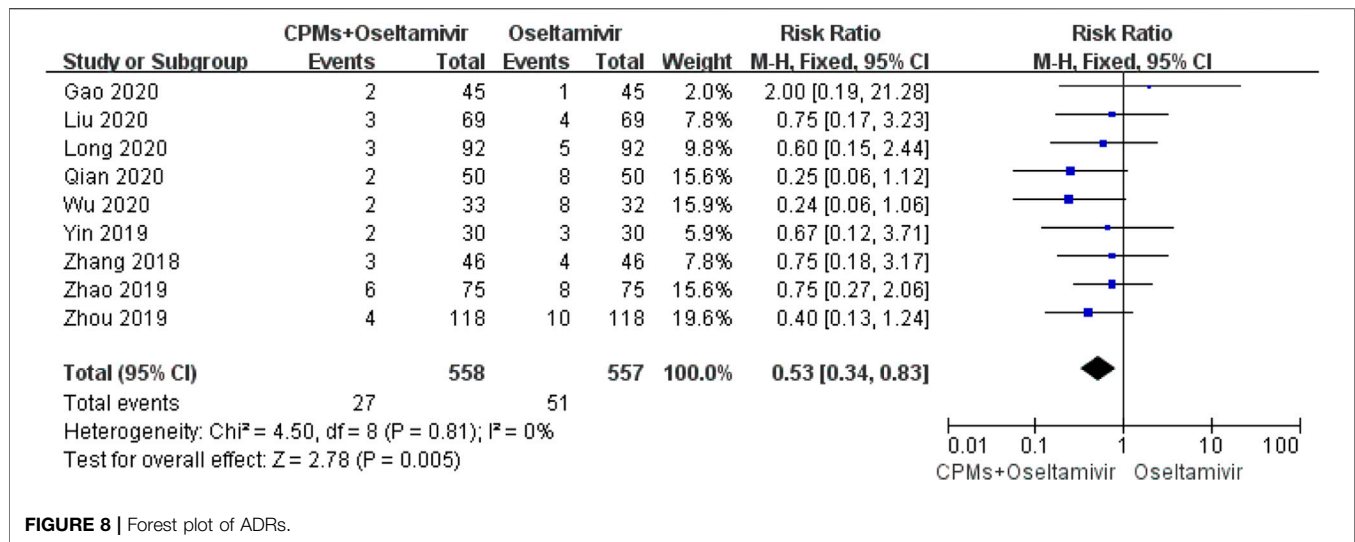 CPMs+Oseltamivir Oseltamivir Risk Ratio Risk Ratio
Study or Subgroup Events Total Events Total Weight M-H, Fixed, 95% CI M-H, Fixed, 95% CI
Gao 2020 2 45 1 45 2.0% 2.00 [0.19, 21.28]
Liu 2020 3 69 4 69 7.8% 0.75 [0.17, 3.23]
Long 2020 3 92 5 92 9.8% 0.60 [0.15, 2.44]
Qian 2020 2 50 8 50 15.6% 0.25 [0.06, 1.12]
Wu 2020 2 33 8 32 15.9% 0.24 [0.06, 1.06]
Yin 2019 2 30 3 30 5.9% 0.67 [0.12, 3.71]
Zhang 2018 3 46 4 46 7.8% 0.75 [0.18, 3.17]
Zhao 2019 6 75 8 75 15.6% 0.75 [0.27, 2.06]
Zhou 2019 4 118 10 118 19.6% 0.40 [0.13, 1.24]
Total (95% CI) 558 557 100.0% 0.53 [0.34, 0.83]
Total events 27 51
Heterogeneity: Chi² = 4.50, df = 8 (P = 0.81); I² = 0%
Test for overall effect: Z = 2.78 (P = 0.005)
0.01 0.1 1 10 100
CPMs+Oseltamivir Oseltamivir
FIGURE 8 | Forest plot of ADRs.